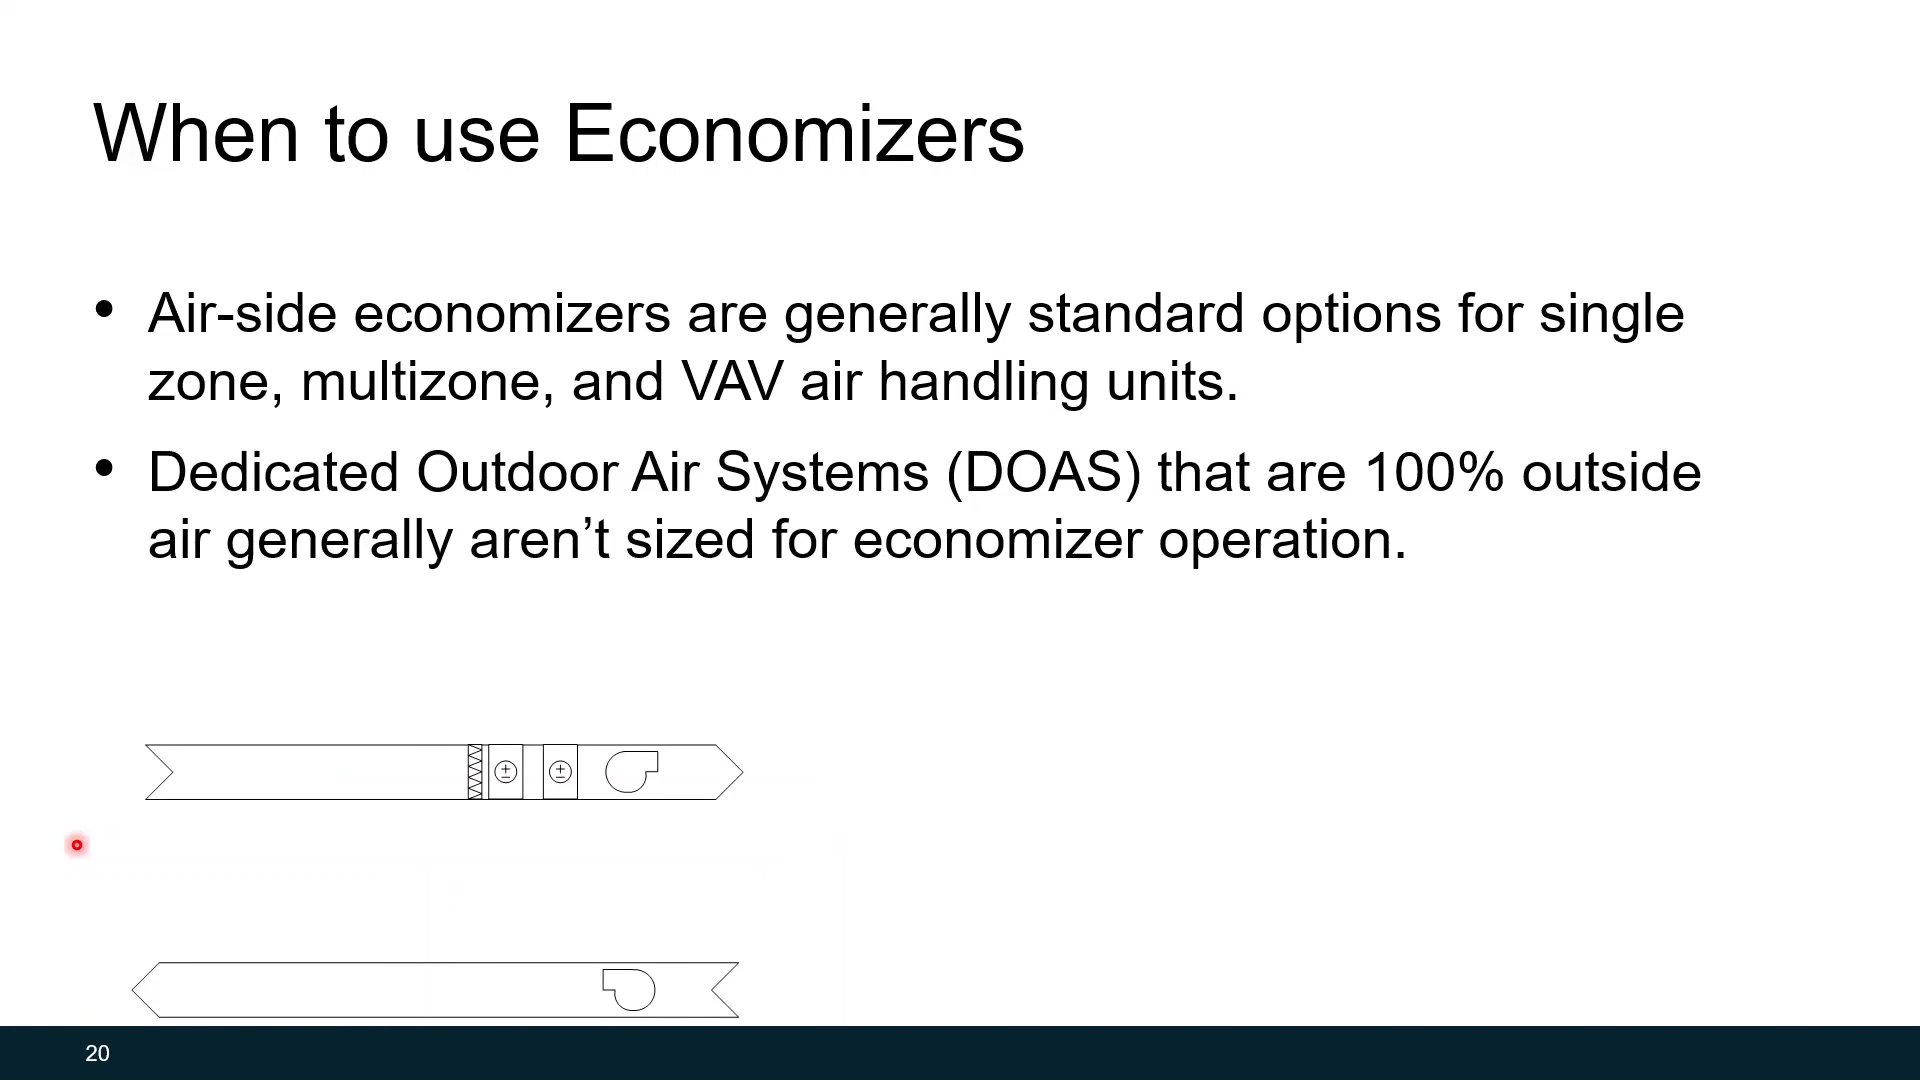 When to use Economizers
• Air-side economizers are generally standard options for single
zone, multizone, and VAV air handling units.
• Dedicated Outdoor Air Systems (DOAS) that are 100% outside
air generally aren’t sized for economizer operation.
± ±
20